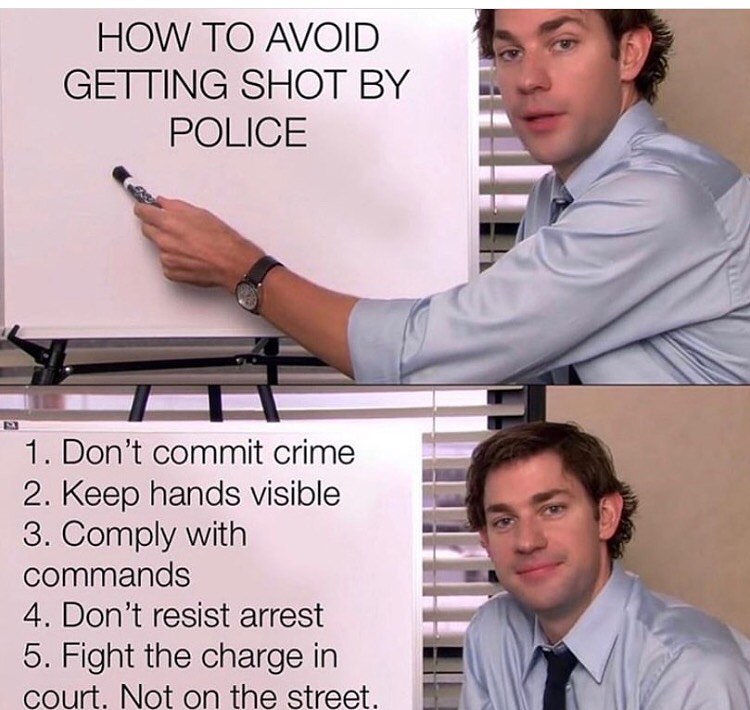 HOW TO AVOID
GETTING SHOT BY
POLICE
1. Don't commit crime
2. Keep hands visible
3. Comply with
commands
4. Don't resist arrest
5. Fight the charge in
court. Not on the street.